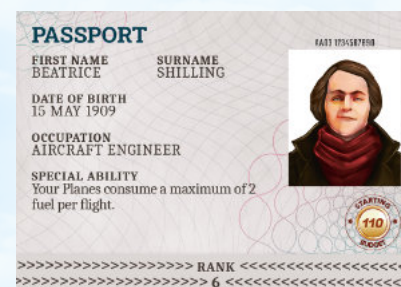 PASSPORT
FIRST NAME SURNAME
BEATRICE SHILLING
DATE OF BIRTH
15 MAY 1909
OCCUPATION
AIRCRAFT ENGINEER
SPECIAL ABILITY
Your Planes consume a maximum of 2
fuel per flight.
STARTING
110
BUDGET
>>>>>>>>>>>>>>>>>>>> RANK <<<<<<<<<<<<<<<<<<
>>>>>>>>>>>>>>>>>>>>> 6 <<<<<<<<<<<<<<<<<<<